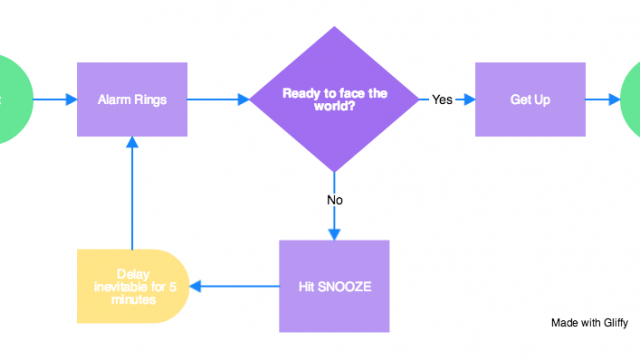 Alarm Rings
Ready to face the
world?
Yes
Get Up
No
Delay
inevitable for 5
minutes
Hit SNOOZE
Made with Gliffy